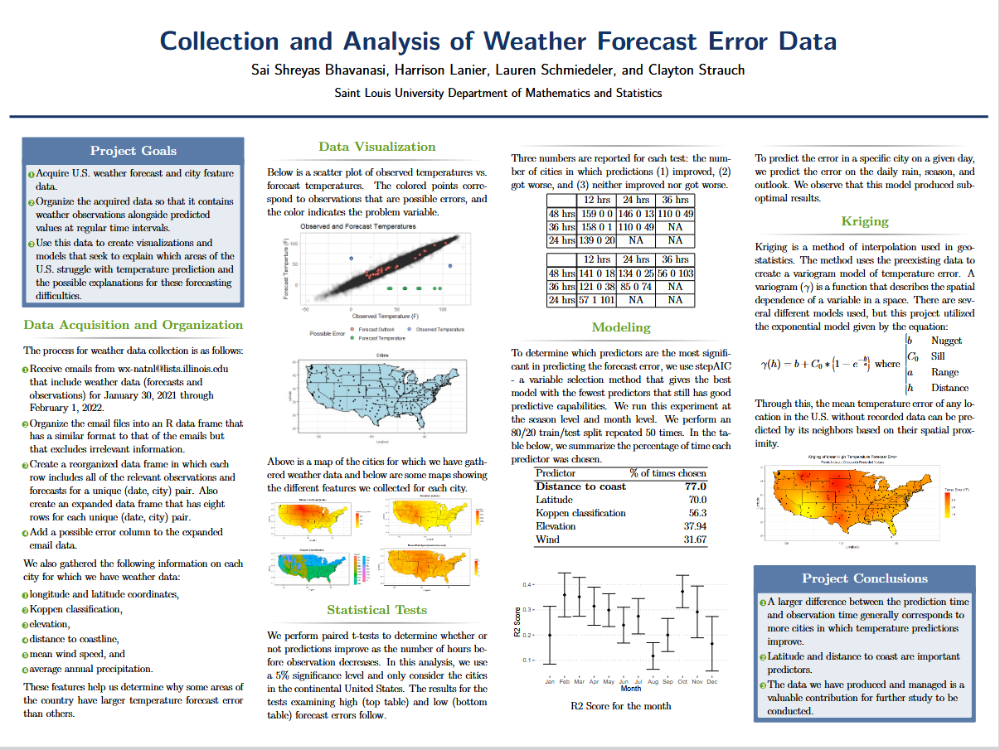 Collection and Analysis of Weather Forecast Error Data
Sai Shreyas Bhavanasi, Harrison Lanier, Lauren Schmiedeler, and Clayton Strauch
Saint Louis University Department of Mathematics and Statistics
Project Goals
1 Acquire U.S. weather forecast and city feature
data.
2 Organize the acquired data so that it contains
weather observations alongside predicted
values at regular time intervals.
3 Use this data to create visualizations and
models that seek to explain which areas of the
U.S. struggle with temperature prediction and
the possible explanations for these forecasting
difficulties.
Data Acquisition and Organization
The process for weather data collection is as follows:
1 Receive emails from wx-natnl@lists.illinois.edu
that include weather data (forecasts and
observations) for January 30, 2021 through
February 1, 2022.
2 Organize the email files into an R data frame that
has a similar format to that of the emails but
that excludes irrelevant information.
3 Create a reorganized data frame in which each
row includes all of the relevant observations and
forecasts for a unique (date, city) pair. Also
create an expanded data frame that has eight
rows for each unique (date, city) pair.
4 Add a possible error column to the expanded
email data.
We also gathered the following information on each
city for which we have weather data:
1 longitude and latitude coordinates,
2 Koppen classification,
3 elevation,
4 distance to coastline,
5 mean wind speed, and
6 average annual precipitation.
These features help us determine why some areas of
the country have larger temperature forecast error
than others.
Data Visualization
Below is a scatter plot of observed temperatures vs.
forecast temperatures. The colored points corre-
spond to observations that are possible errors, and
the color indicates the problem variable.
Observed and Forecast Temperatures
Forecast Temperture (F)
100
50
0
-50 0 50 100
Observed Temperature (F)
Possible Error
Forecast Outlook
Observed Temperature
Forecast Temperature
Cities
Longitude
Above is a map of the cities for which we have gath-
ered weather data and below are some maps showing
the different features we collected for each city.
Statistical Tests
We perform paired t-tests to determine whether or
not predictions improve as the number of hours be-
fore observation decreases. In this analysis, we use
a 5% significance level and only consider the cities
in the continental United States. The results for the
tests examining high (top table) and low (bottom
table) forecast errors follow.
Three numbers are reported for each test: the num-
ber of cities in which predictions (1) improved, (2)
got worse, and (3) neither improved nor got worse.
12 hrs 24 hrs 36 hrs
48 hrs 159 0 0 146 0 13 110 0 49
36 hrs 158 0 1 110 0 49 NA
24 hrs 139 0 20 NA NA
12 hrs 24 hrs 36 hrs
48 hrs 141 0 18 134 0 25 56 0 103
36 hrs 121 0 38 85 0 74 NA
24 hrs 57 1 101 NA NA
Modeling
To determine which predictors are the most signifi-
cant in predicting the forecast error, we use stepAIC
- a variable selection method that gives the best
model with the fewest predictors that still has good
predictive capabilities. We run this experiment at
the season level and month level. We perform an
80/20 train/test split repeated 50 times. In the ta-
ble below, we summarize the percentage of time each
predictor was chosen.
Predictor % of times chosen
Distance to coast 77.0
Latitude 70.0
Koppen classification 56.3
Elevation 37.94
Wind 31.67
R2 Score
0.4
0.3
0.2
0.1
Jan Feb Mar Apr May Jun Jul Aug Sep Oct Nov Dec
Month
R2 Score for the month
To predict the error in a specific city on a given day,
we predict the error on the daily rain, season, and
outlook. We observe that this model produced sub-
optimal results.
Kriging
Kriging is a method of interpolation used in geo-
statistics. The method uses the preexisting data to
create a variogram model of temperature error. A
variogram (γ) is a function that describes the spatial
dependence of a variable in a space. There are sev-
eral different models used, but this project utilized
the exponential model given by the equation:
γ(h) = b + C₀ * (1 − e^(−h/a)) where
b Nugget
C₀ Sill
a Range
h Distance
Through this, the mean temperature error of any lo-
cation in the U.S. without recorded data can be pre-
dicted by its neighbors based on their spatial prox-
imity.
Kriging of Mean High Temperature Forecast Error
Points Indicate Cities with Recorded Values
Temp Error (°F)
Longitude
Project Conclusions
1 A larger difference between the prediction time
and observation time generally corresponds to
more cities in which temperature predictions
improve.
2 Latitude and distance to coast are important
predictors.
3 The data we have produced and managed is a
valuable contribution for further study to be
conducted.